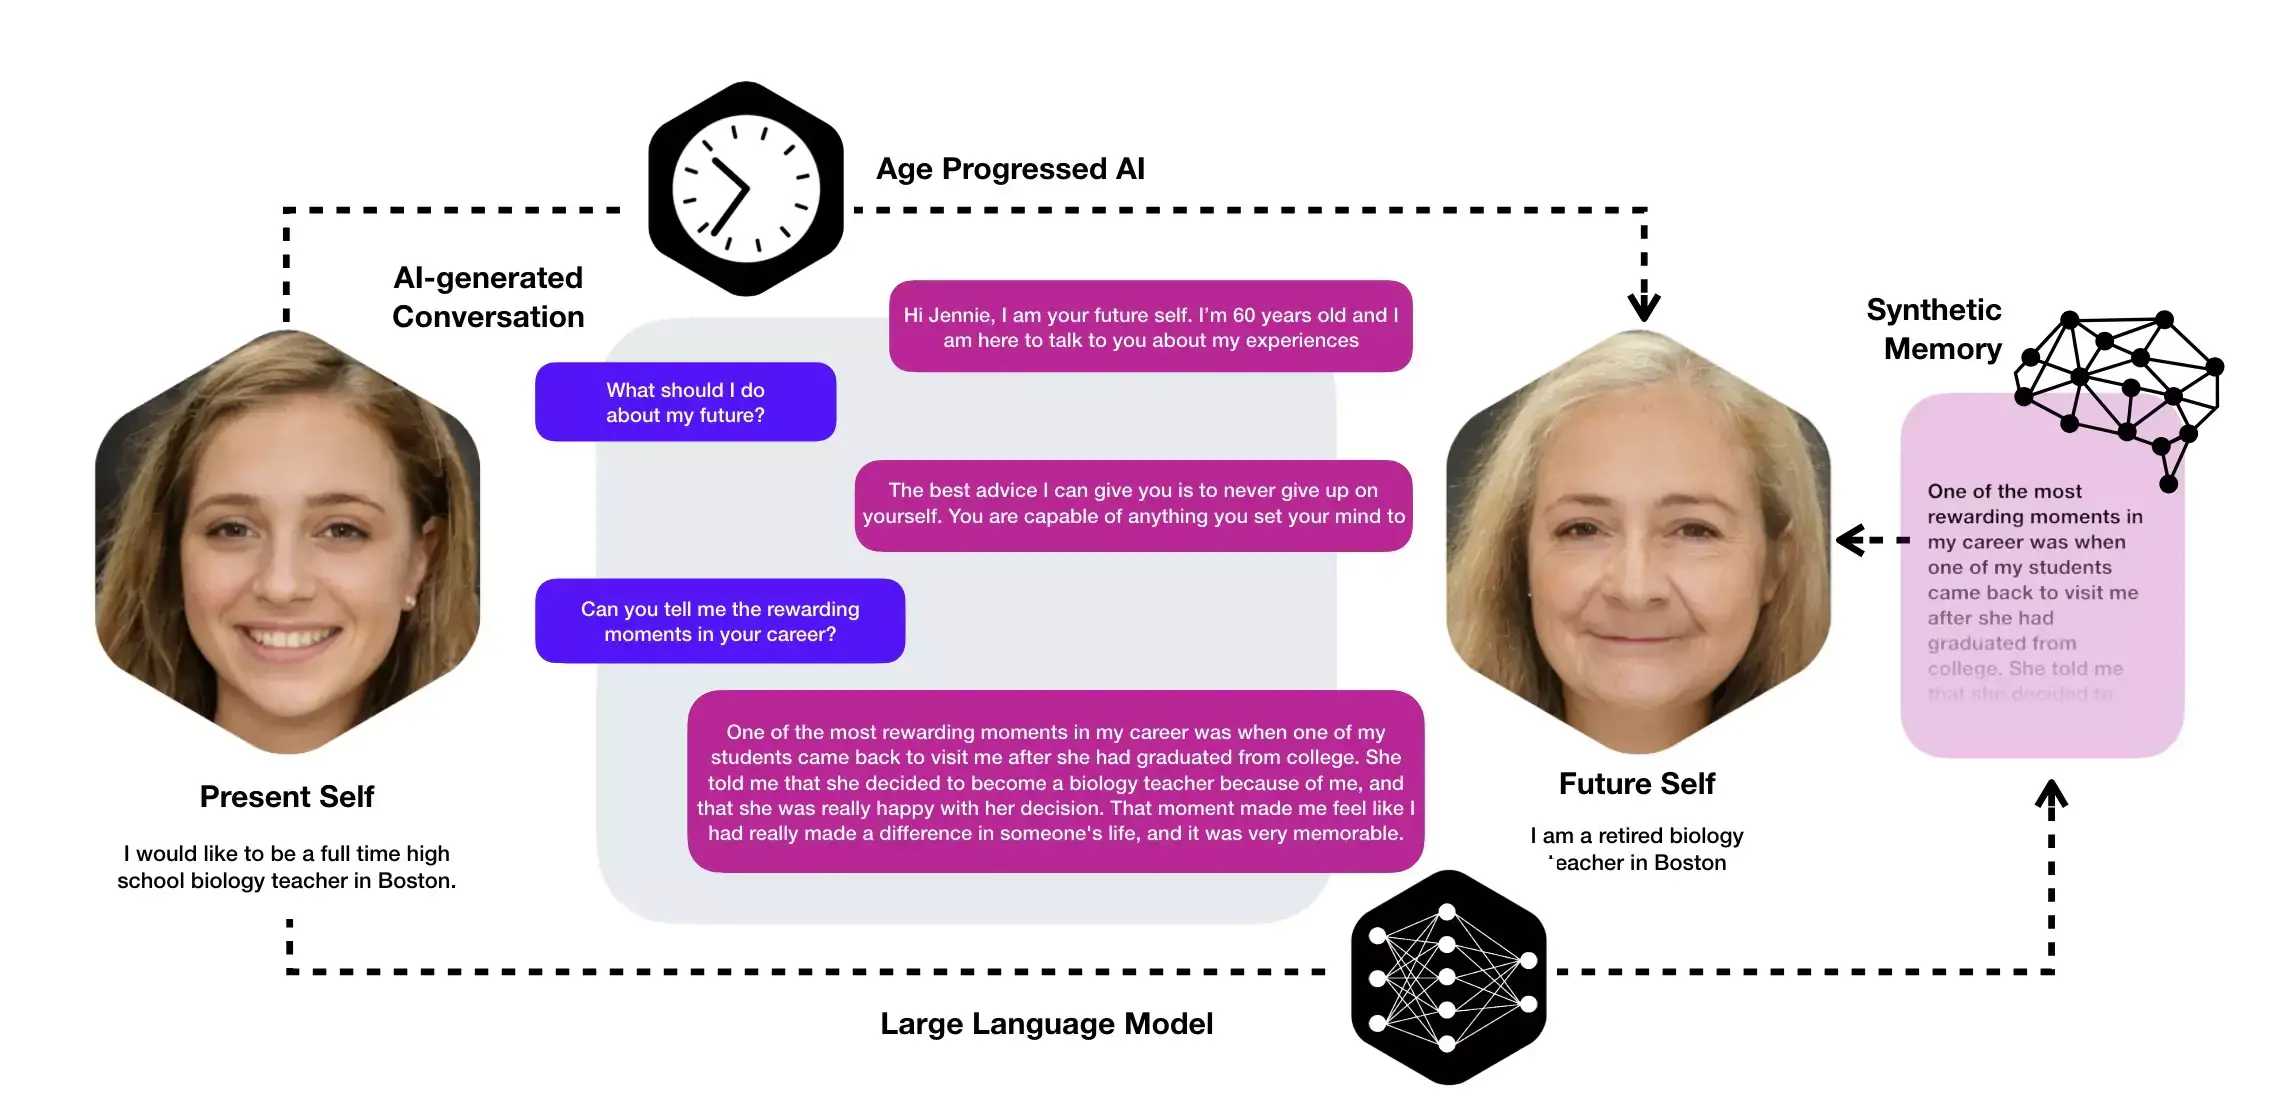 Age Progressed AI
AI-generated
Conversation
Hi Jennie, I am your future self. I'm 60 years old and I
am here to talk to you about my experiences
What should I do
about my future?
The best advice I can give you is to never give up on
yourself. You are capable of anything you set your mind to
Can you tell me the rewarding
moments in your career?
One of the most rewarding moments in my career was when one of my
students came back to visit me after she had graduated from college. She
told me that she decided to become a biology teacher because of me, and
that she was really happy with her decision. That moment made me feel like I
had really made a difference in someone's life, and it was very memorable.
Present Self
I would like to be a full time high
school biology teacher in Boston.
Future Self
I am a retired biology
teacher in Boston
Synthetic
Memory
One of the most
rewarding moments in
my career was when
one of my students
came back to visit me
after she had
graduated from
college. She told me
that she decided to
Large Language Model